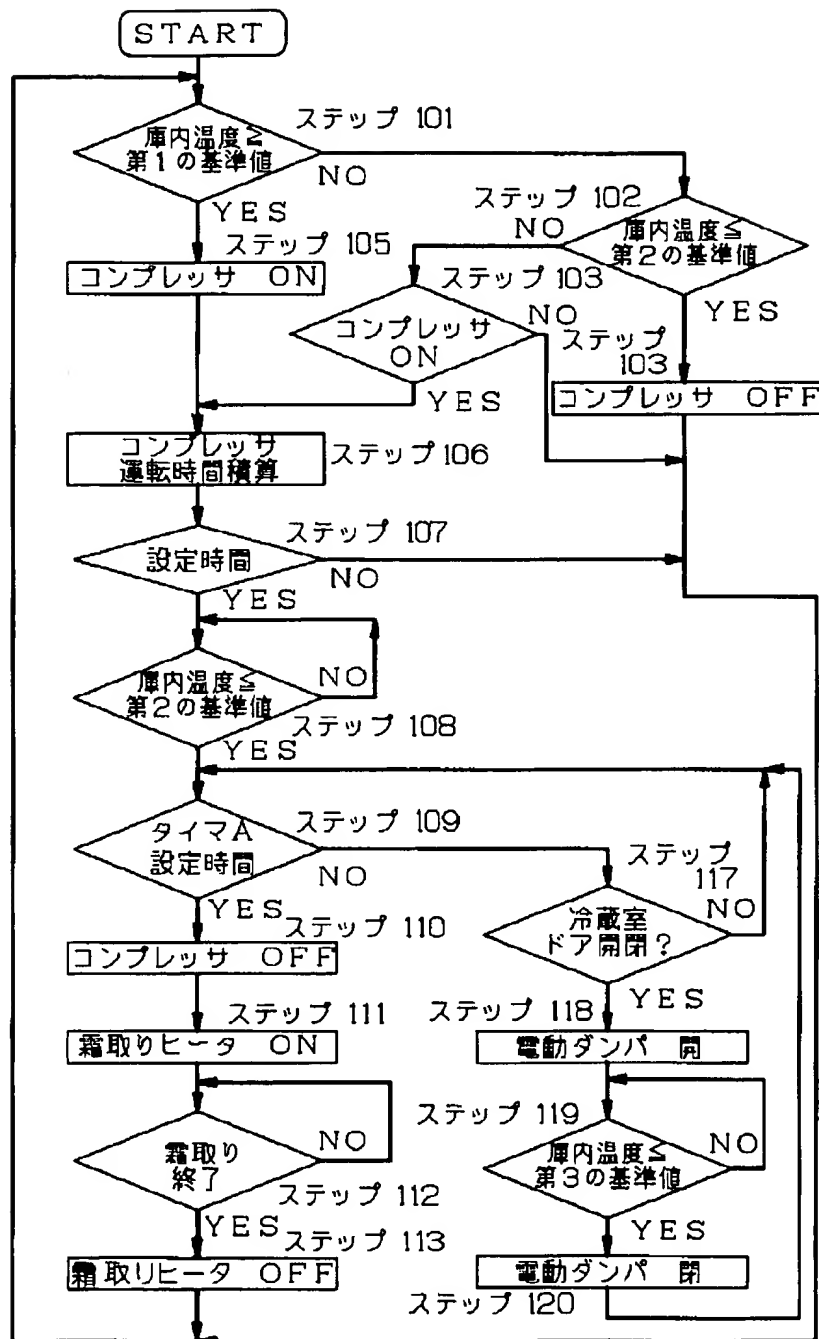 START
ステップ 101
庫内温度≧
第1の基準値
NO
YES
ステップ 102
庫内温度≦
第2の基準値
NO
YES
ステップ 105
コンプレッサ ON
ステップ 103
コンプレッサ
ON
NO
YES
ステップ
103
コンプレッサ OFF
コンプレッサ
運転時間積算
ステップ106
ステップ 107
設定時間
NO
YES
庫内温度≦
第2の基準値
NO
ステップ 108
YES
タイマA
設定時間
ステップ 109
NO
YES
ステップ
117
冷蔵室
ドア開閉?
NO
YES
ステップ 110
コンプレッサ OFF
ステップ 111
霜取りヒータ ON
ステップ 118
電動ダンパ 開
ステップ 119
庫内温度≦
第3の基準値
NO
YES
霜取り
終了
NO
ステップ 112
YES
ステップ 113
霜取りヒータ OFF
電動ダンパ 閉
ステップ 120